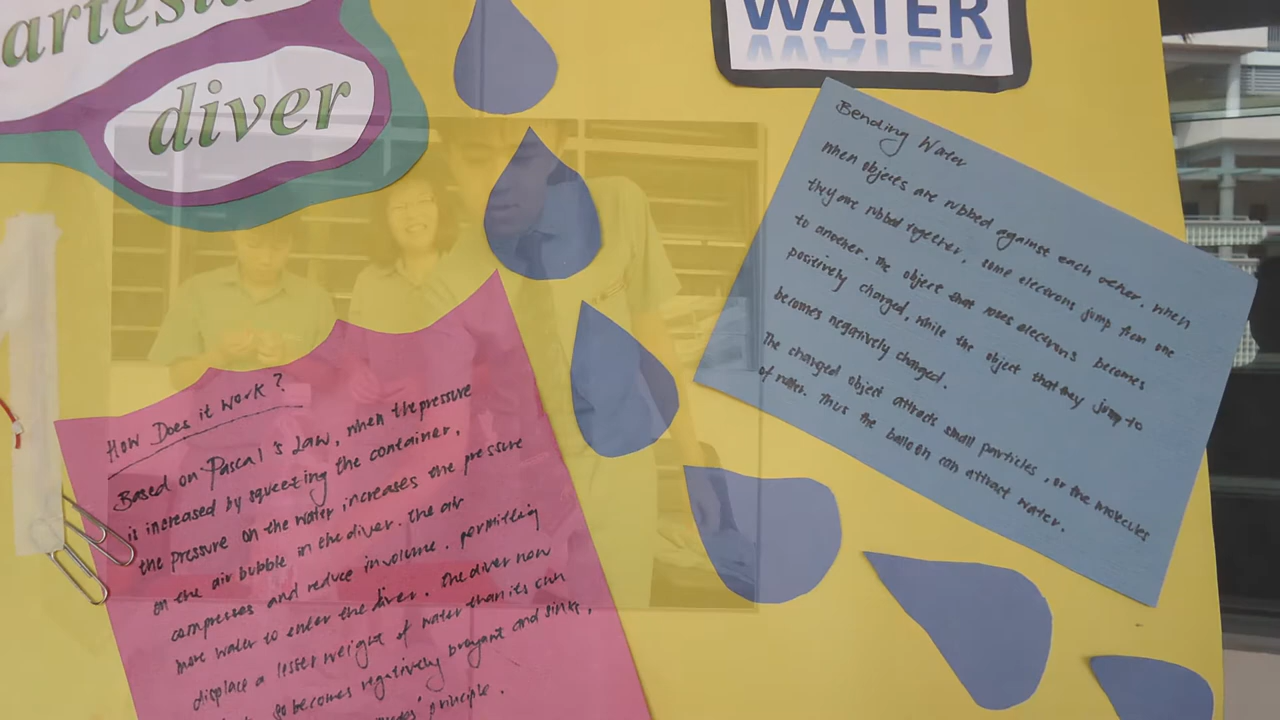 artesia
diver
WATER
How Does it Work ?
Based on Pascal's Law, when the pressure
is increased by squeezing the container,
the pressure on the water, increases the pressure
on the air bubble in the diver. The air
compresses and reduce in volume. permitting
more water to enter the diver. The diver now
displace a lesser weight of water than its own
so becomes negatively buoyant and sinks,
principle.
Bending Water
when objects are rubbed against each other, when
they are rubbed together, some electrons jump from one
to another. The object that loses electrons becomes
positively charged, while the object that they jump to
becomes negatively charged.
The changed object attracts small particles, or the molecules
of water. Thus the balloon can attract water.